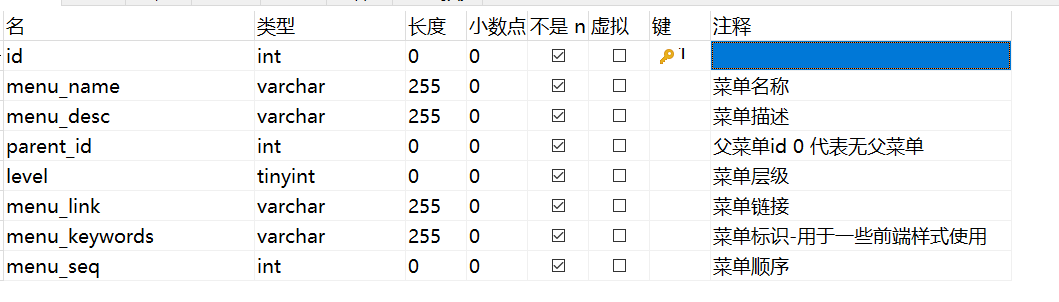 名 类型 长度 小数点 不是 n 虚拟 键 注释
id int 0 0 1
menu_name varchar 255 0 菜单名称
menu_desc varchar 255 0 菜单描述
parent_id int 0 0 父菜单id 0 代表无父菜单
level tinyint 0 0 菜单层级
menu_link varchar 255 0 菜单链接
menu_keywords varchar 255 0 菜单标识-用于一些前端样式使用
menu_seq int 0 0 菜单顺序